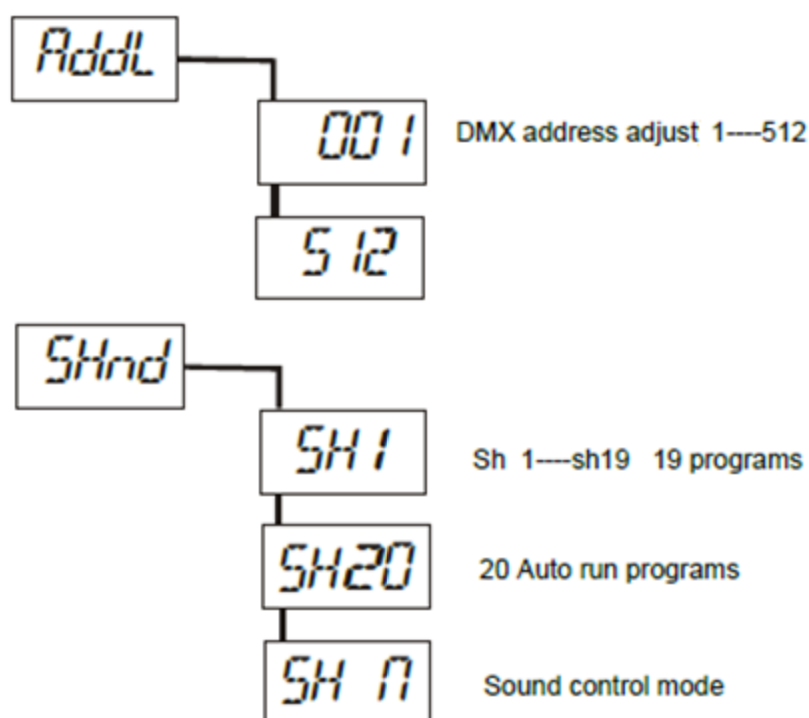 AddL
001 DMX address adjust 1----512
512
SHnd
SH1 Sh 1----sh19 19 programs
SH20 20 Auto run programs
SH n Sound control mode